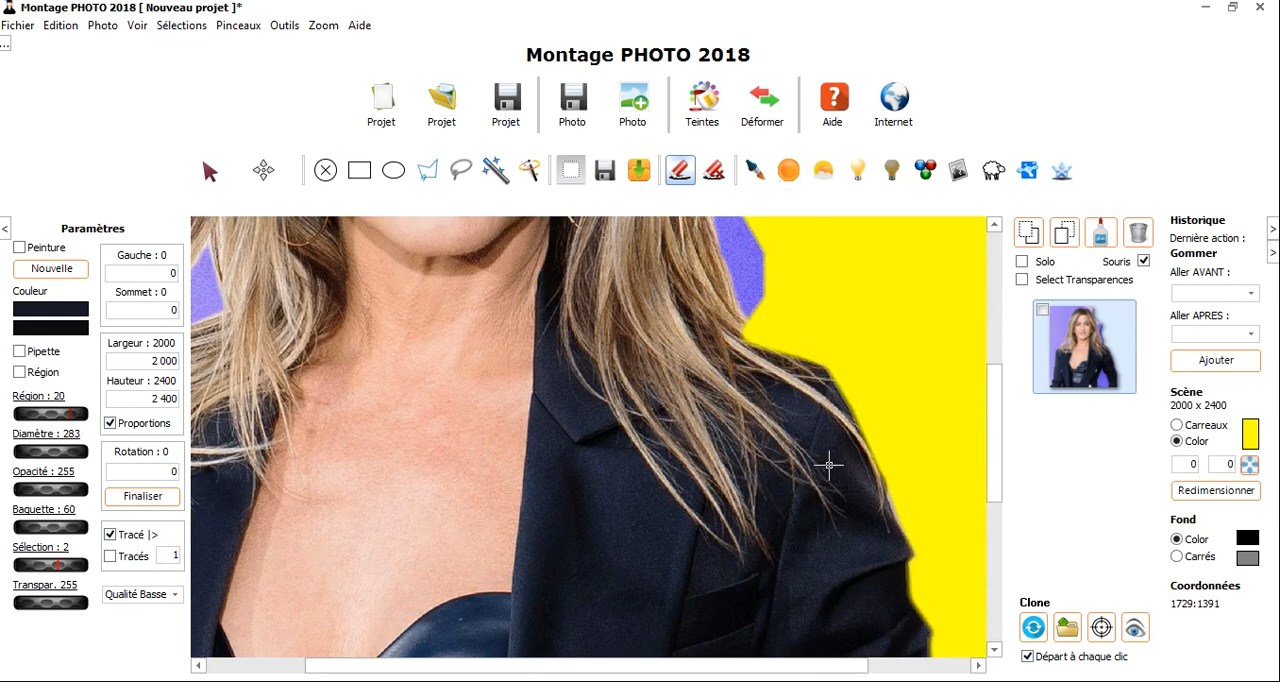 Montage PHOTO 2018 [ Nouveau projet ]*
Fichier Edition Photo Voir Sélections Pinceaux Outils Zoom Aide
...
Montage PHOTO 2018
Projet Projet Projet Photo Photo Teintes Déformer Aide Internet
<
Paramètres
Peinture
Nouvelle
Couleur
Pipette
Région
Région : 20
Diamètre : 283
Opacité : 255
Baguette : 60
Sélection : 2
Transpar. 255
Gauche : 0
0
Sommet : 0
0
Largeur : 2000
2 000
Hauteur : 2400
2 400
Proportions
Rotation : 0
0
Finaliser
Tracé |>
Tracés 1
Qualité Basse
Solo Souris
Select Transparences
Clone
Départ à chaque clic
Historique
>
Dernière action :
Gommer
>
Aller AVANT :
Aller APRES :
Ajouter
Scène
2000 x 2400
Carreaux
Color
0 0
Redimensionner
Fond
Color
Carrés
Coordonnées
1729:1391